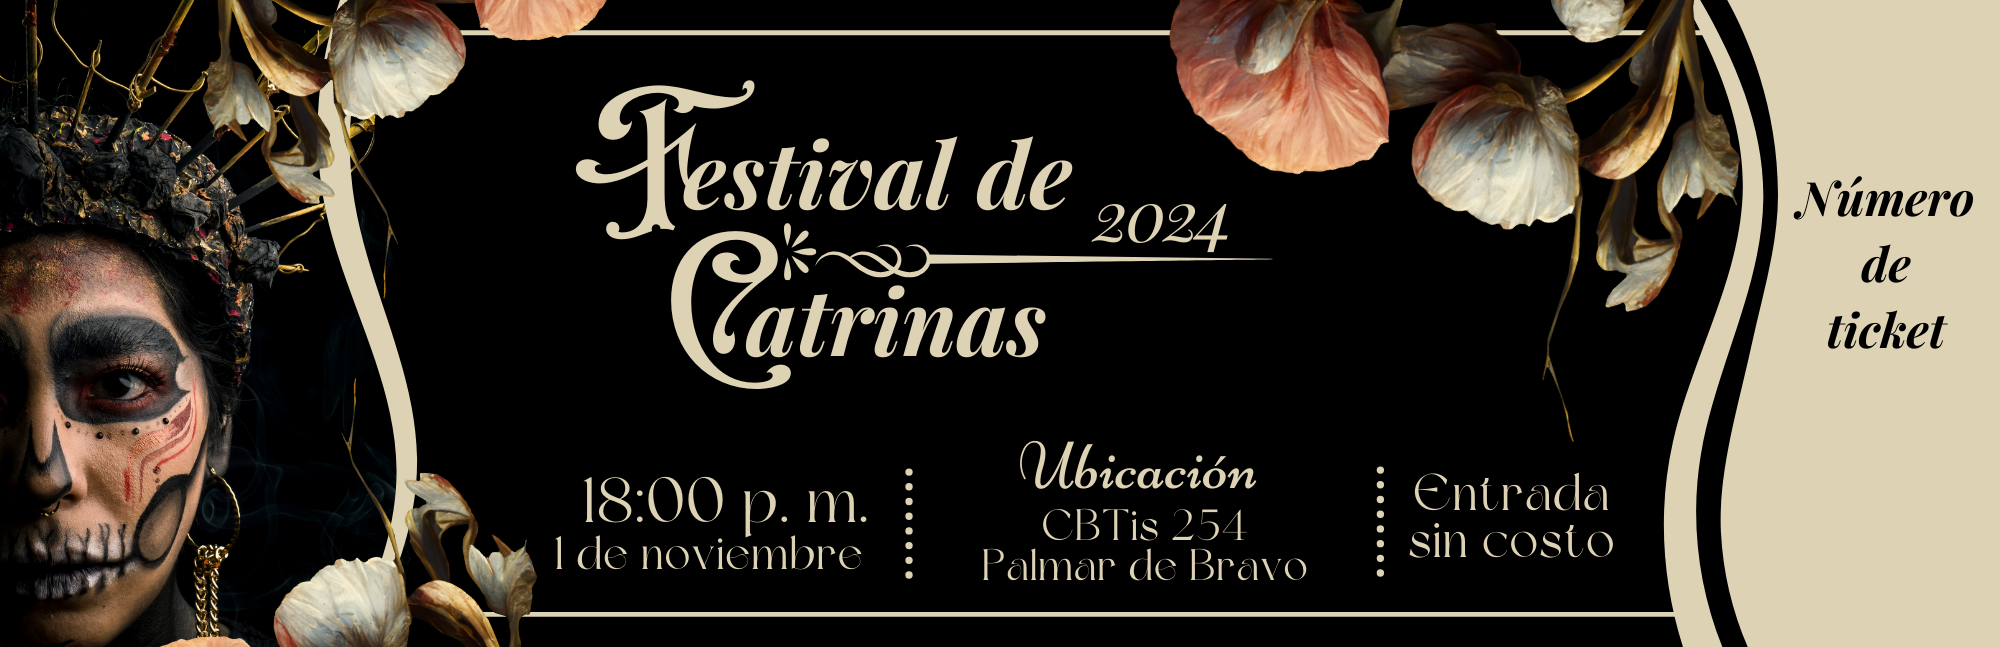 Festival de
2024
Catrinas
18:00 p. m.
1 de noviembre
Ubicación
CBTis 254
Palmar de Bravo
Entrada
sin costo
Número
de
ticket